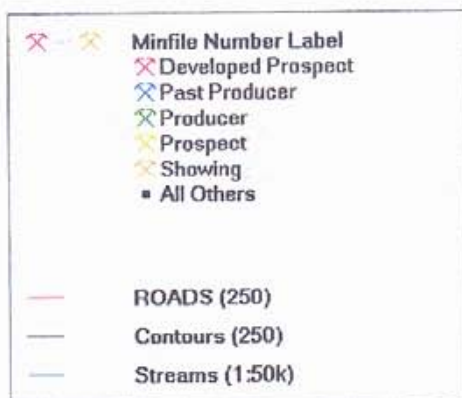 Minfile Number Label
Developed Prospect
Past Producer
Producer
Prospect
Showing
All Others
ROADS (250)
Contours (250)
Streams (1:50k)